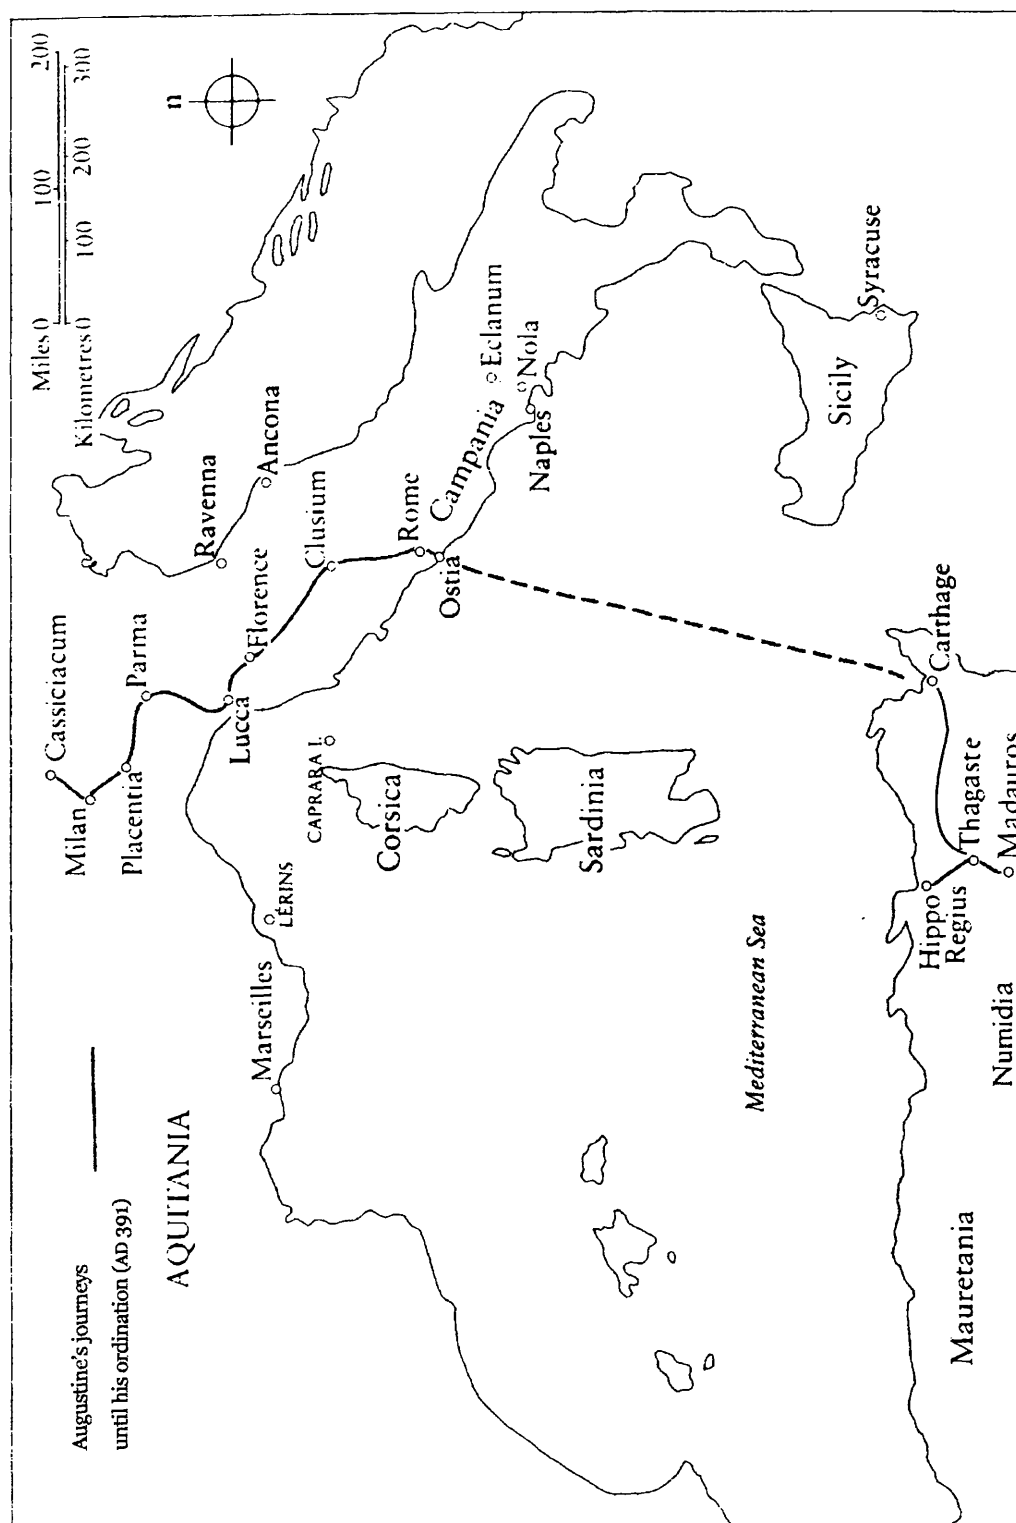 Augustine's journeys
until his ordination (AD 391)
Miles 0 100 200
Kilometres 0 100 200 300
n
AQUITANIA
Cassiciacum
Milan
Placentia
Parma
Lucca
Florence
Ravenna
Ancona
Clusium
Rome
Ostia
Campania
Eclanum
Nola
Naples
Marseilles
LÉRINS
CAPRARA I.
Corsica
Sardinia
Sicily
Syracuse
Mediterranean Sea
Carthage
Hippo
Regius
Thagaste
Madauros
Numidia
Mauretania